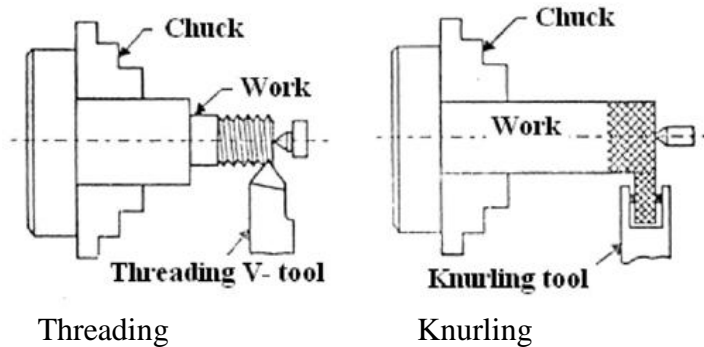 Chuck
Work
Threading V- tool
Threading
Chuck
Work
Knurling tool
Knurling